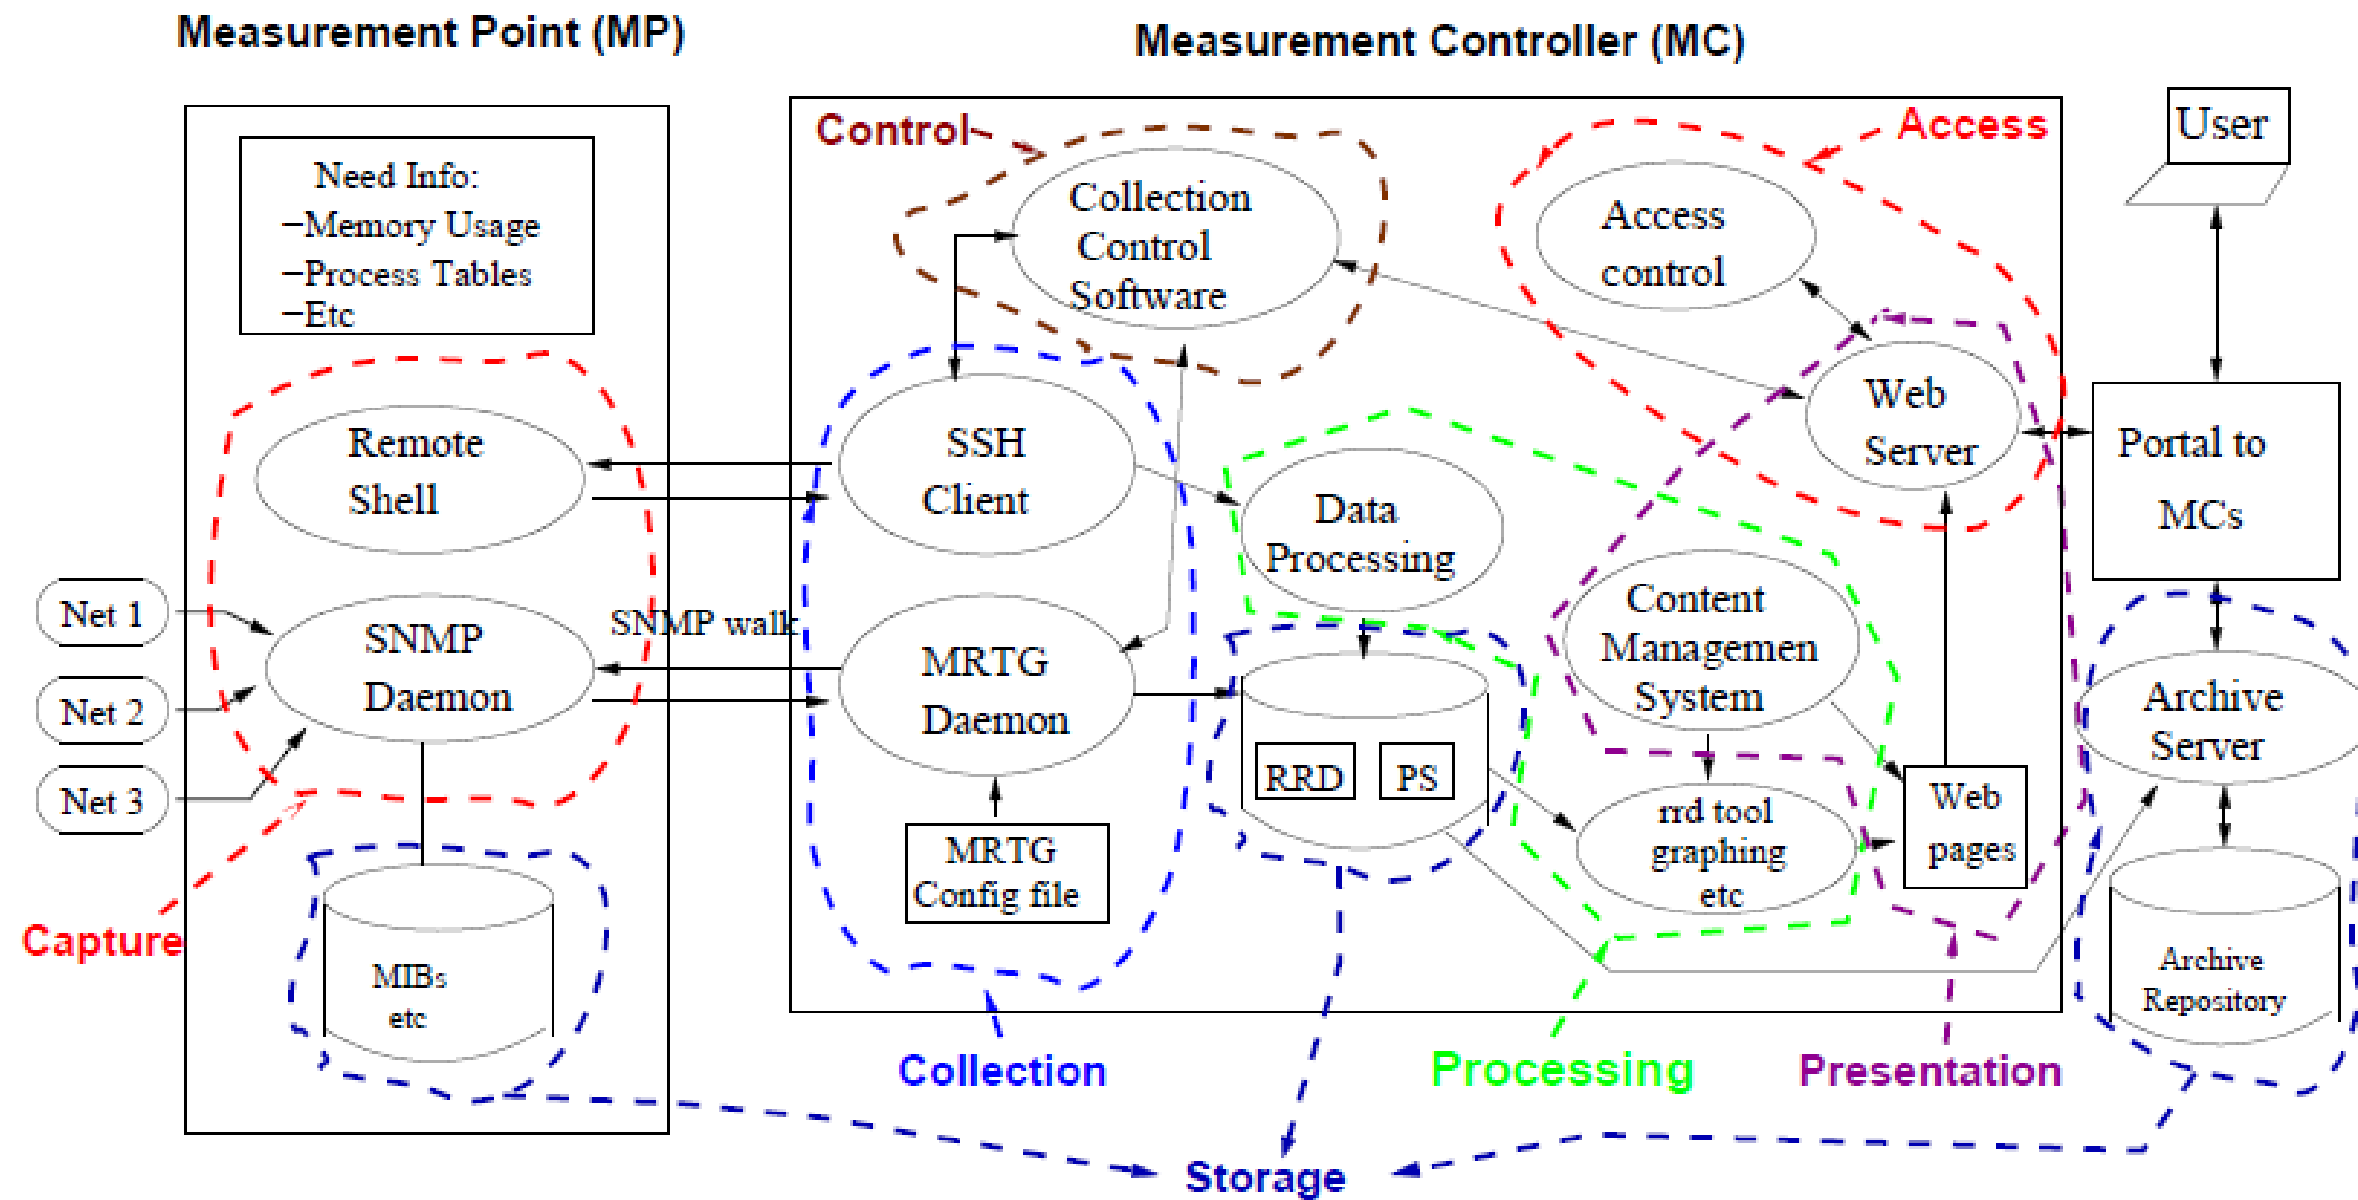 Measurement Point (MP)
Measurement Controller (MC)
Need Info:
–Memory Usage
–Process Tables
–Etc
Remote
Shell
Net 1
Net 2
Net 3
SNMP
Daemon
SNMP walk
Capture
MIBs
etc
Control
Collection
Control
Software
SSH
Client
MRTG
Daemon
MRTG
Config file
Collection
Data
Processing
RRD
PS
Storage
Access
Access
control
Web
Server
Content
Managemen
System
rrd tool
graphing
etc
Web
pages
Processing
Presentation
User
Portal to
MCs
Archive
Server
Archive
Repository